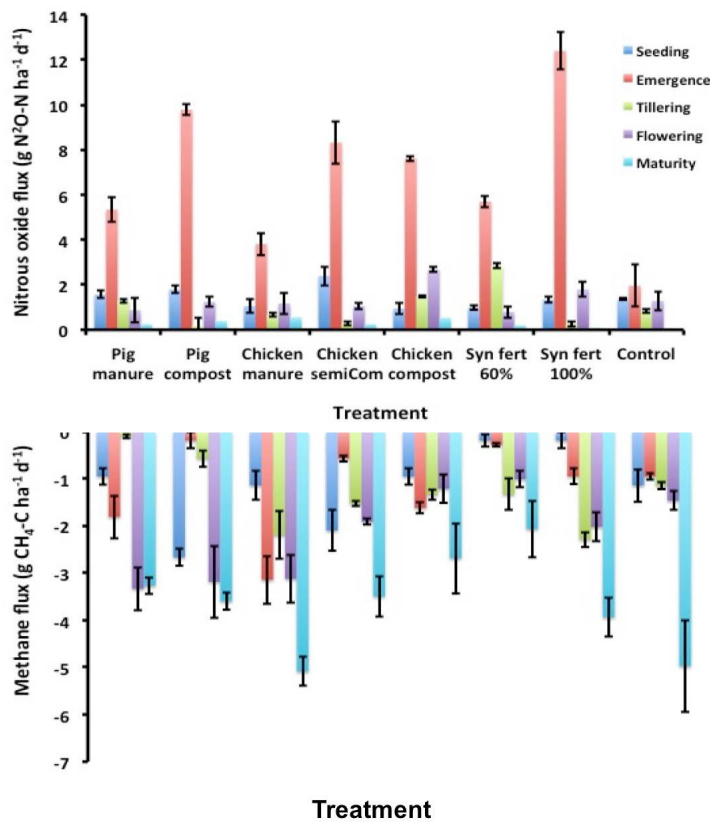 Nitrous oxide flux (g N²O-N ha⁻¹ d⁻¹)
14
12
10
8
6
4
2
0
Seeding
Emergence
Tillering
Flowering
Maturity
Pig manure
Pig compost
Chicken manure
Chicken semiCom
Chicken compost
Syn fert 60%
Syn fert 100%
Control
Treatment
Methane flux (g CH₄-C ha⁻¹ d⁻¹)
0
-1
-2
-3
-4
-5
-6
-7
Treatment